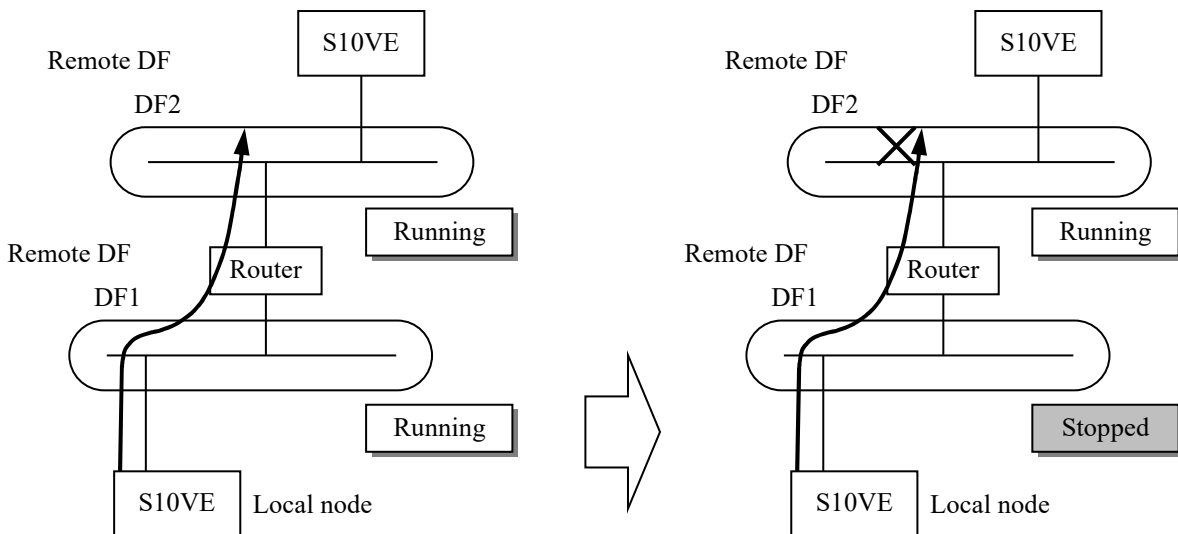 S10VE
Remote DF
DF2
Running
Remote DF
Router
DF1
Running
S10VE
Local node
S10VE
Remote DF
DF2
Running
Remote DF
Router
DF1
Stopped
S10VE
Local node